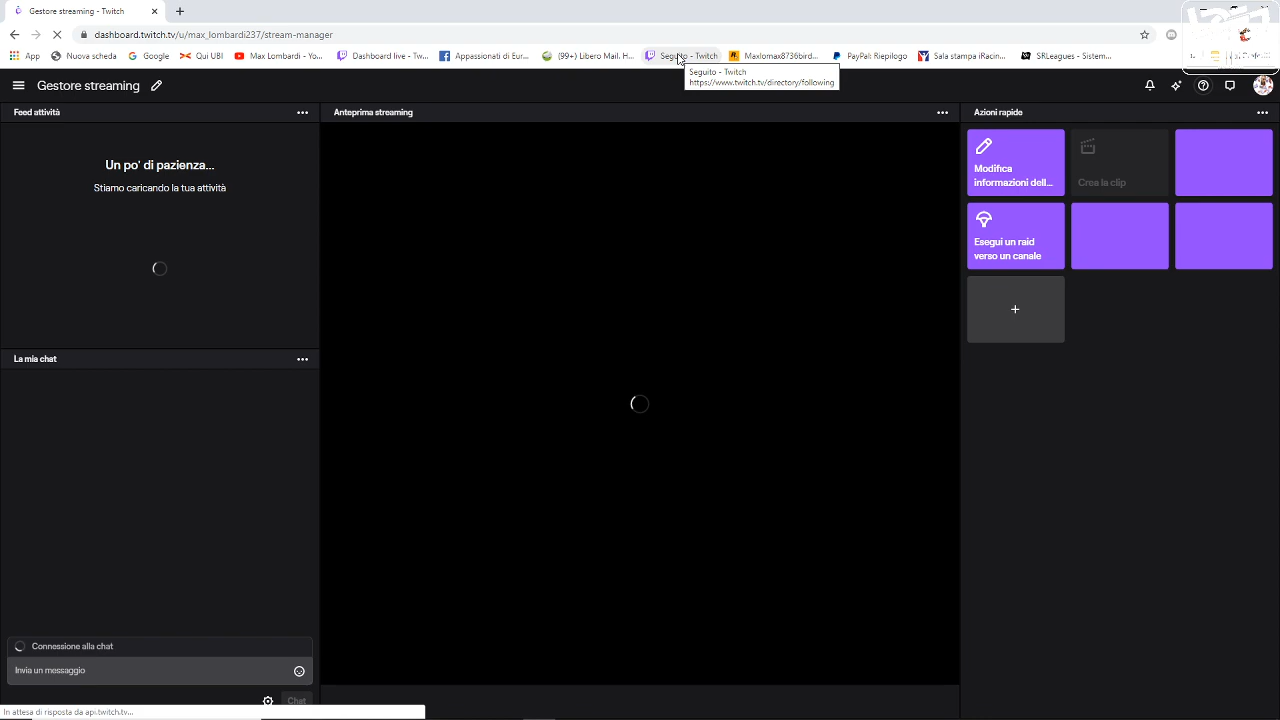 Gestore streaming - Twitch
dashboard.twitch.tv/u/max_lombardi237/stream-manager
App Nuova scheda Google Qui UBI Max Lombardi - Yo... Dashboard live - Tw... Appasionati di Eur... (99+) Libero Mail. H... Seguito - Twitch Maxlomax8736bird... PayPal: Riepilogo Sala stampa iRacin... SRLeagues - Sistem...
Seguito - Twitch
https://www.twitch.tv/directory/following
Gestore streaming
Feed attività
Anteprima streaming
Azioni rapide
Un po' di pazienza...
Stiamo caricando la tua attività
Modifica
informazioni dell...
Crea la clip
Esegui un raid
verso un canale
La mia chat
Connessione alla chat
Invia un messaggio
Chat
In attesa di risposta da api.twitch.tv...